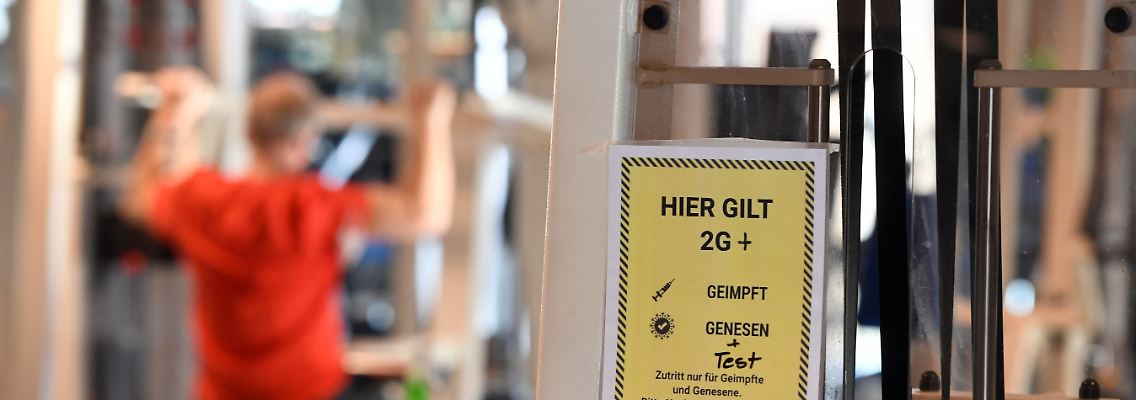 HIER GILT
2G +
GEIMPFT
GENESEN
+
Test
Zutritt nur für Geimpfte
und Genesene.